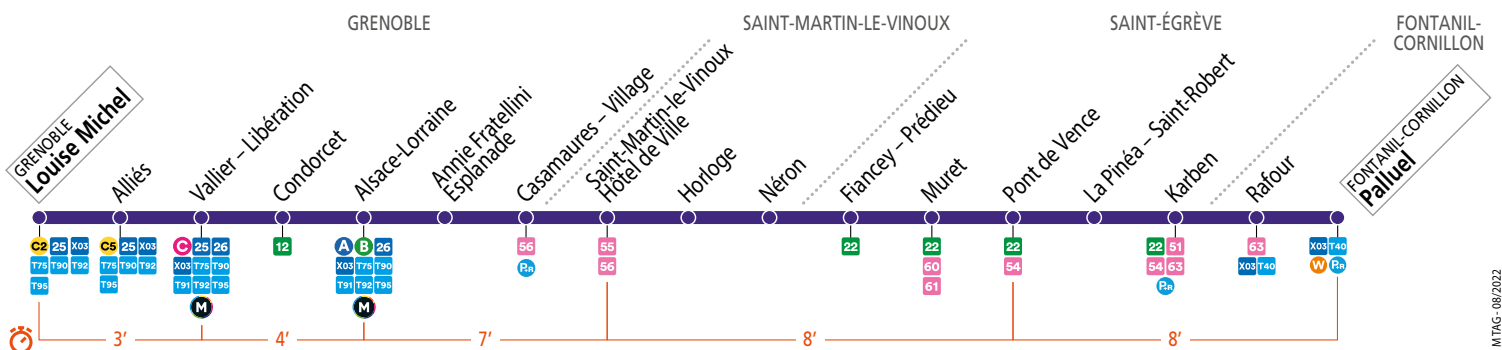 GRENOBLE
SAINT-MARTIN-LE-VINOUX
SAINT-ÉGRÈVE
FONTANIL-
CORNILLON
GRENOBLE
Louise Michel
Alliés
Vallier – Libération
Condorcet
Alsace-Lorraine
Annie Fratellini
Esplanade
Casamaures – Village
Saint-Martin-le-Vinoux
Hôtel de Ville
Horloge
Néron
Fiancey – Prédieu
Muret
Pont de Vence
La Pinéa – Saint-Robert
Karben
Rafour
FONTANIL-CORNILLON
Palluel
C2 25 X03
T75 T90 T92
T95
C5 25 X03
T75 T90 T92
T95
C 25 26
X03 T75 T90
T91 T92 T95
M
12
A B 26
X03 T75 T90
T91 T92 T95
M
56
P+R
55
56
22
22
60
61
22
54
22 51
54 63
P+R
63
X03 T40
X03 T40
W P+R
3’
4’
7’
8’
8’
M TAG - 08/2022